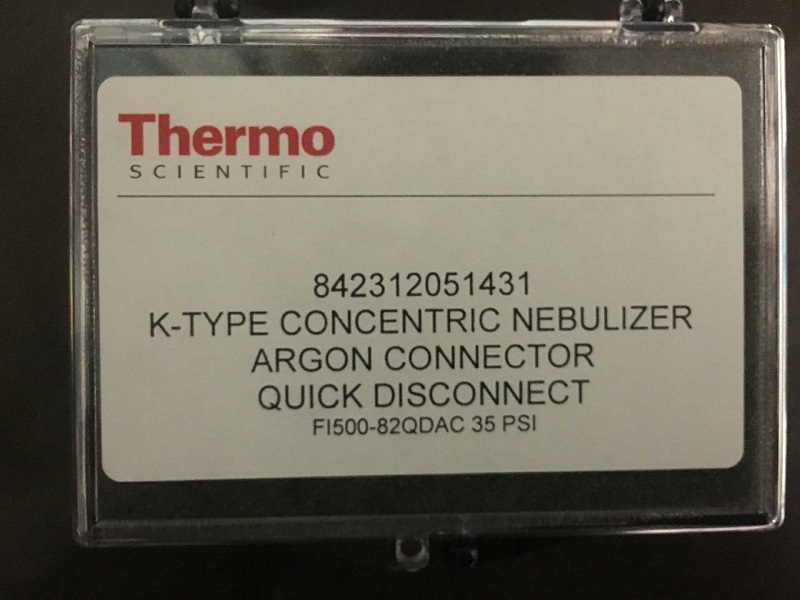 Thermo
SCIENTIFIC
842312051431
K-TYPE CONCENTRIC NEBULIZER
ARGON CONNECTOR
QUICK DISCONNECT
FI500-82QDAC 35 PSI